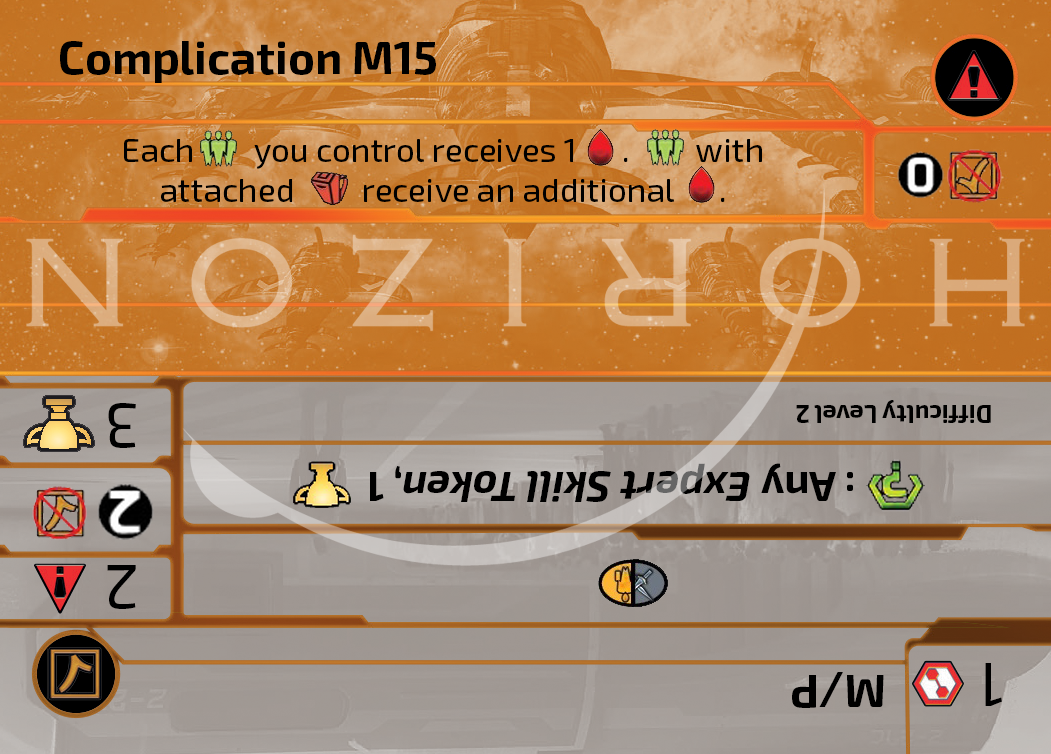 Complication M15
Each you control receives 1 . with
attached receive an additional .
0
HORIZON
M/P
1
2
2
3
: Any Expert Skill Token, 1
Difficulty Level 2